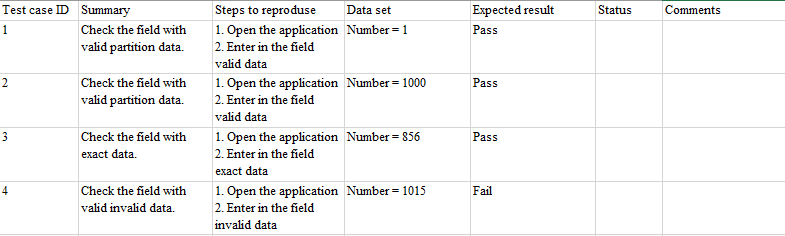 Test case ID Summary Steps to reproduse Data set Expected result Status Comments
1 Check the field with 1. Open the application Number = 1 Pass
valid partition data. 2. Enter in the field
valid data
2 Check the field with 1. Open the application Number = 1000 Pass
valid partition data. 2. Enter in the field
valid data
3 Check the field with 1. Open the application Number = 856 Pass
exact data. 2. Enter in the field
exact data
4 Check the field with 1. Open the application Number = 1015 Fail
valid invalid data. 2. Enter in the field
invalid data